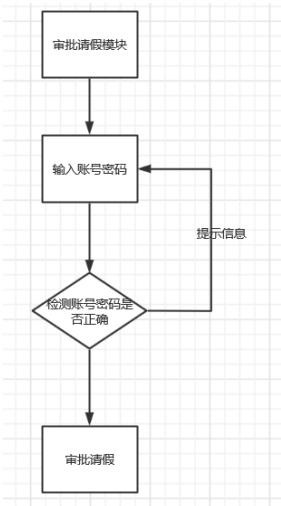 审批请假模块
输入账号密码
提示信息
检测账号密码是
否正确
审批请假